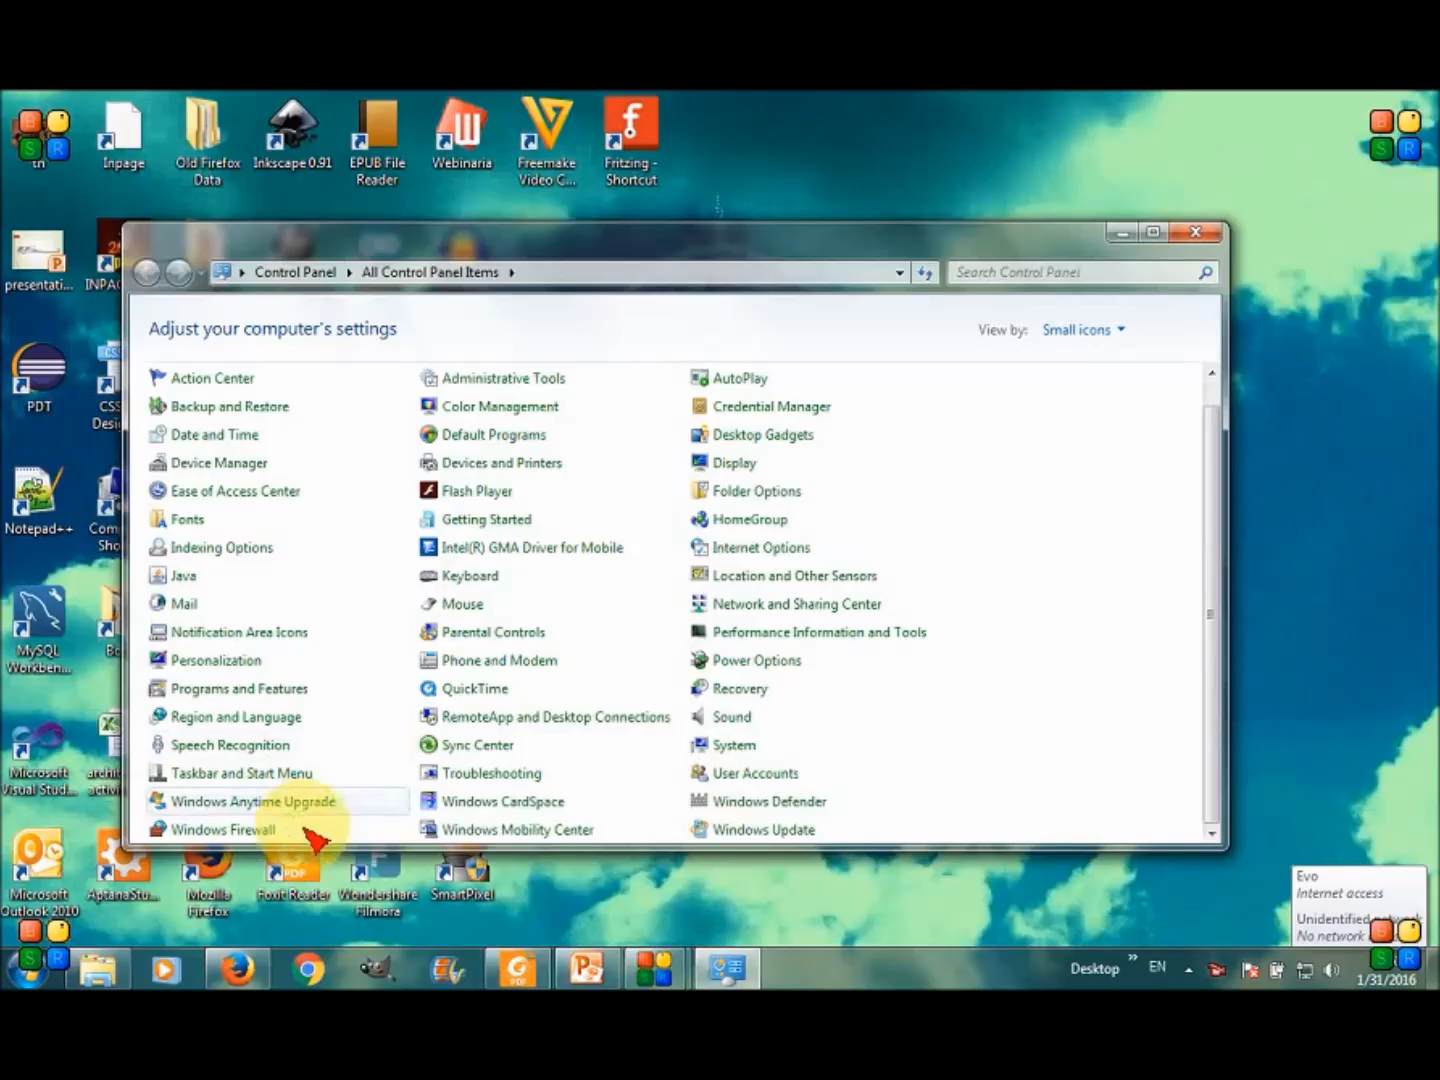 tn
Inpage
Old Firefox
Data
Inkscape 0.91
EPUB File
Reader
Webinaria
Freemake
Video C...
Fritzing -
Shortcut
presentati...
PDT
Notepad++
MySQL
Workben...
Microsoft
Visual Stud...
Microsoft
Outlook 2010
AptanaStu...
Mozilla
Firefox
Foxit Reader
Wondershare
Filmora
SmartPixel
Control Panel
All Control Panel Items
Search Control Panel
Adjust your computer's settings
View by: Small icons
Action Center
Administrative Tools
AutoPlay
Backup and Restore
Color Management
Credential Manager
Date and Time
Default Programs
Desktop Gadgets
Device Manager
Devices and Printers
Display
Ease of Access Center
Flash Player
Folder Options
Fonts
Getting Started
HomeGroup
Indexing Options
Intel(R) GMA Driver for Mobile
Internet Options
Java
Keyboard
Location and Other Sensors
Mail
Mouse
Network and Sharing Center
Notification Area Icons
Parental Controls
Performance Information and Tools
Personalization
Phone and Modem
Power Options
Programs and Features
QuickTime
Recovery
Region and Language
RemoteApp and Desktop Connections
Sound
Speech Recognition
Sync Center
System
Taskbar and Start Menu
Troubleshooting
User Accounts
Windows Anytime Upgrade
Windows CardSpace
Windows Defender
Windows Firewall
Windows Mobility Center
Windows Update
Evo
Internet access
Unidentified network
No network
Desktop
EN
1/31/2016